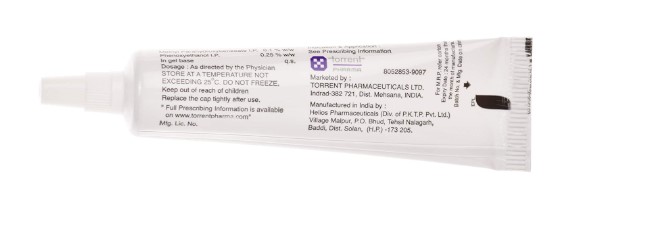 Phenoxyethanol I.P. 0.25 % w/w
In gel base q.s.
Dosage : As directed by the Physician
STORE AT A TEMPERATURE NOT
EXCEEDING 25°C. DO NOT FREEZE.
Keep out of reach of children
Replace the cap tightly after use.
* Full Prescribing Information is available
on www.torrentpharma.com*
Mfg. Lic. No.
See Prescribing Information
torrent
8052853-9097
Marketed by :
TORRENT PHARMACEUTICALS LTD.
Indrad-382 721, Dist. Mehsana, INDIA.
Manufactured in India by :
Helios Pharmaceuticals (Div. of P.K.T.P. Pvt. Ltd.)
Village Malpur, P.O. Bhud, Tehsil Nalagarh,
Baddi, Dist. Solan, (H.P.) -173 205.